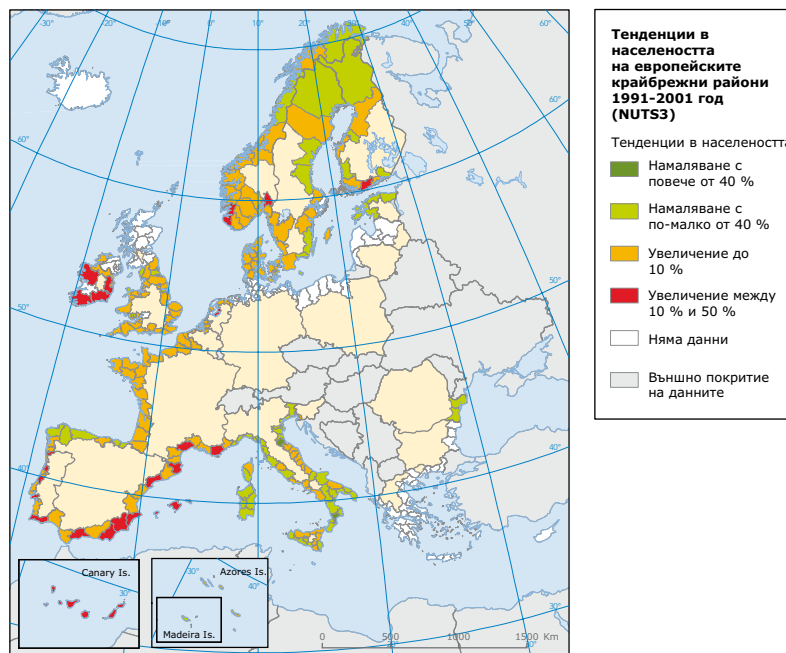 -30°
-20°
-10°
0°
10°
20°
30°
40°
50°
60°
60°
50°
40°
50°
40°
30°
Canary Is.
30°
Azores Is.
30°
40°
Madeira Is.
0
500
1000
1500 Km
Тенденции в
населеността
на европейските
крайбрежни райони
1991-2001 год
(NUTS3)
Тенденции в населеността
Намаляване с
повече от 40 %
Намаляване с
по-малко от 40 %
Увеличение до
10 %
Увеличение между
10 % и 50 %
Няма данни
Външно покритие
на данните